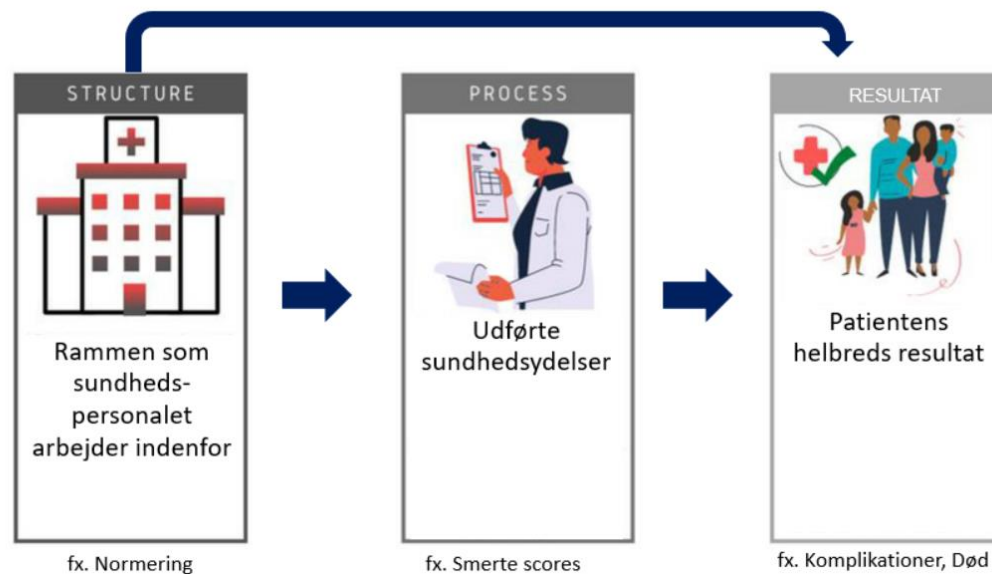 STRUCTURE
PROCESS
RESULTAT
Rammen som
sundheds-
personalet
arbejder indenfor
Udførte
sundhedsydelser
Patientens
helbreds resultat
fx. Normering
fx. Smerte scores
fx. Komplikationer, Død